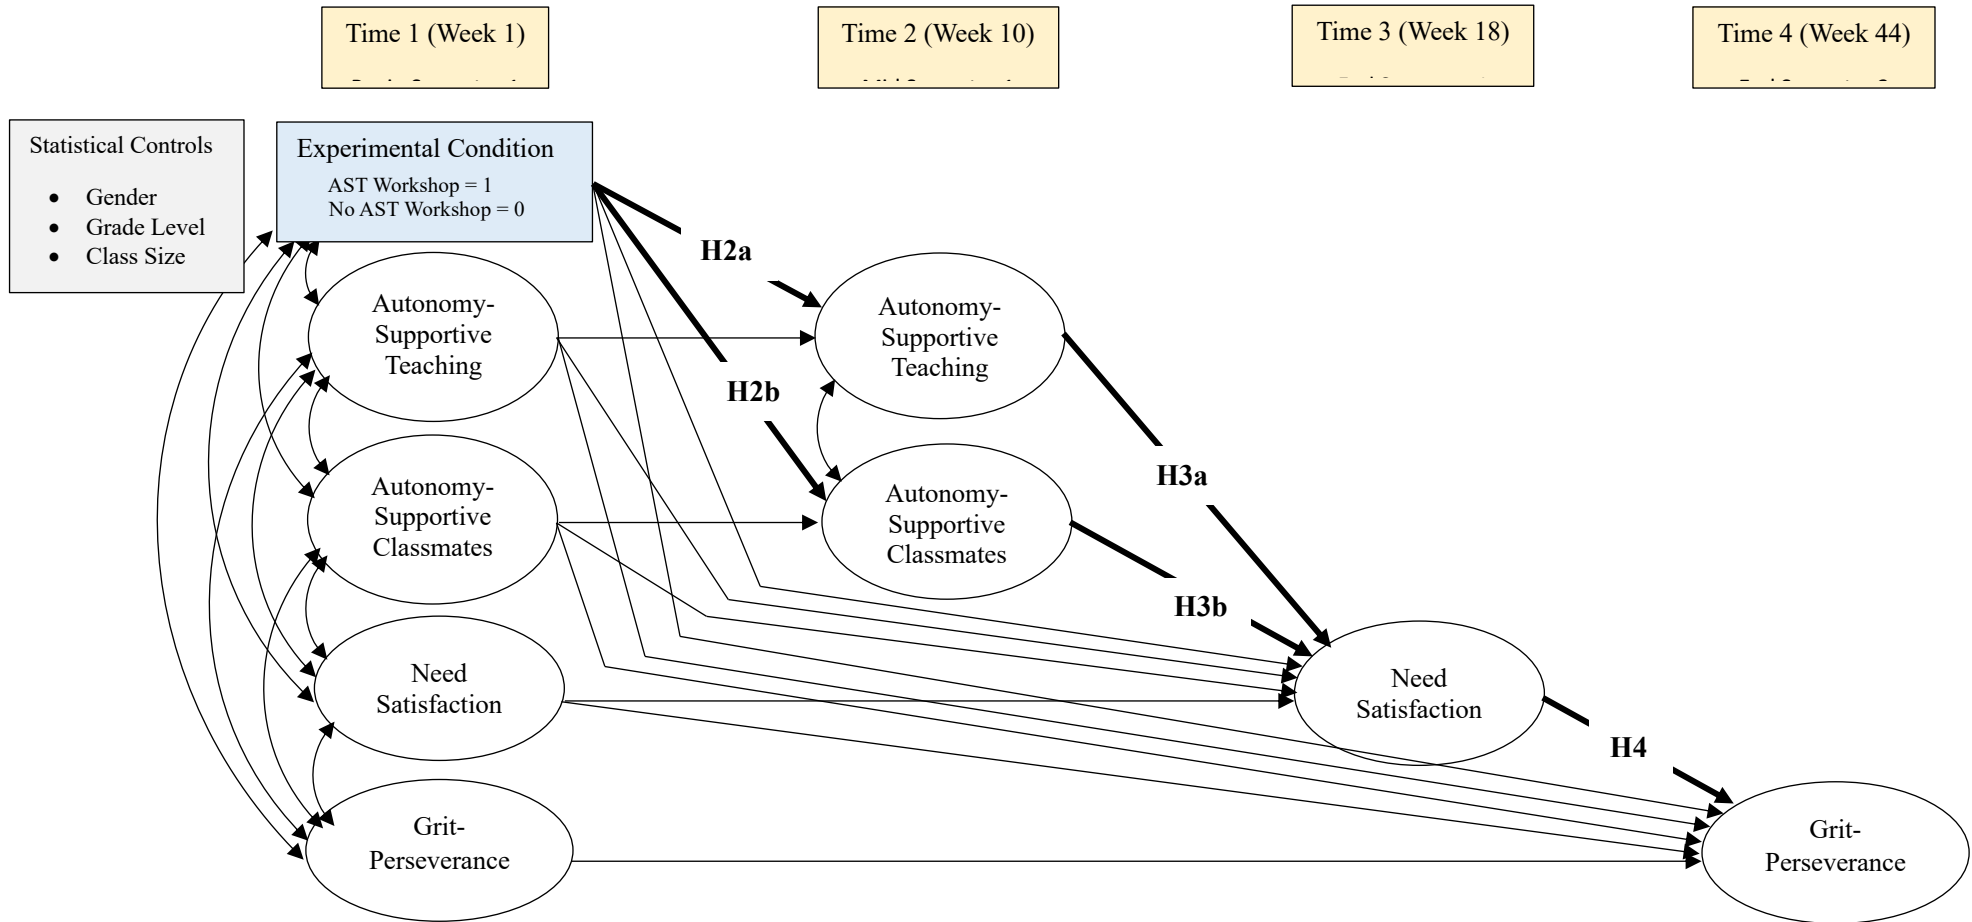 Time 1 (Week 1)
Time 2 (Week 10)
Time 3 (Week 18)
Time 4 (Week 44)
Statistical Controls
• Gender
• Grade Level
• Class Size
Experimental Condition
AST Workshop = 1
No AST Workshop = 0
H2a
H2b
Autonomy-
Supportive
Teaching
Autonomy-
Supportive
Teaching
Autonomy-
Supportive
Classmates
Autonomy-
Supportive
Classmates
H3a
H3b
Need
Satisfaction
Need
Satisfaction
H4
Grit-
Perseverance
Grit-
Perseverance